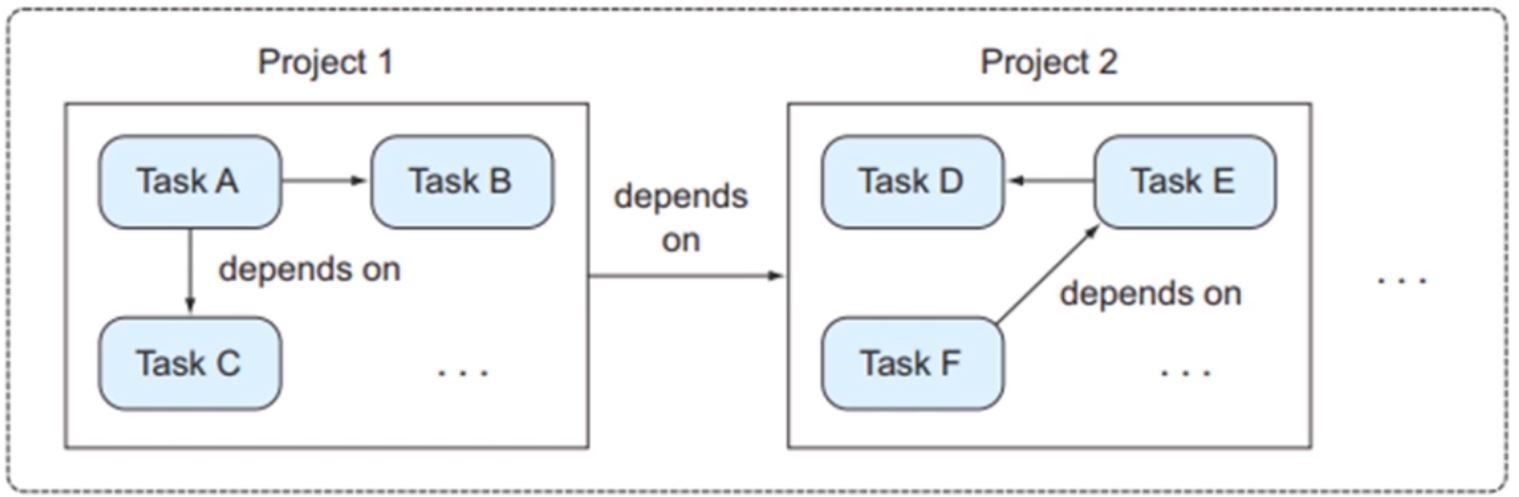 Project 1
Project 2
Task A
Task B
depends on
Task C
. . .
depends
on
Task D
Task E
depends on
Task F
. . .
. . .